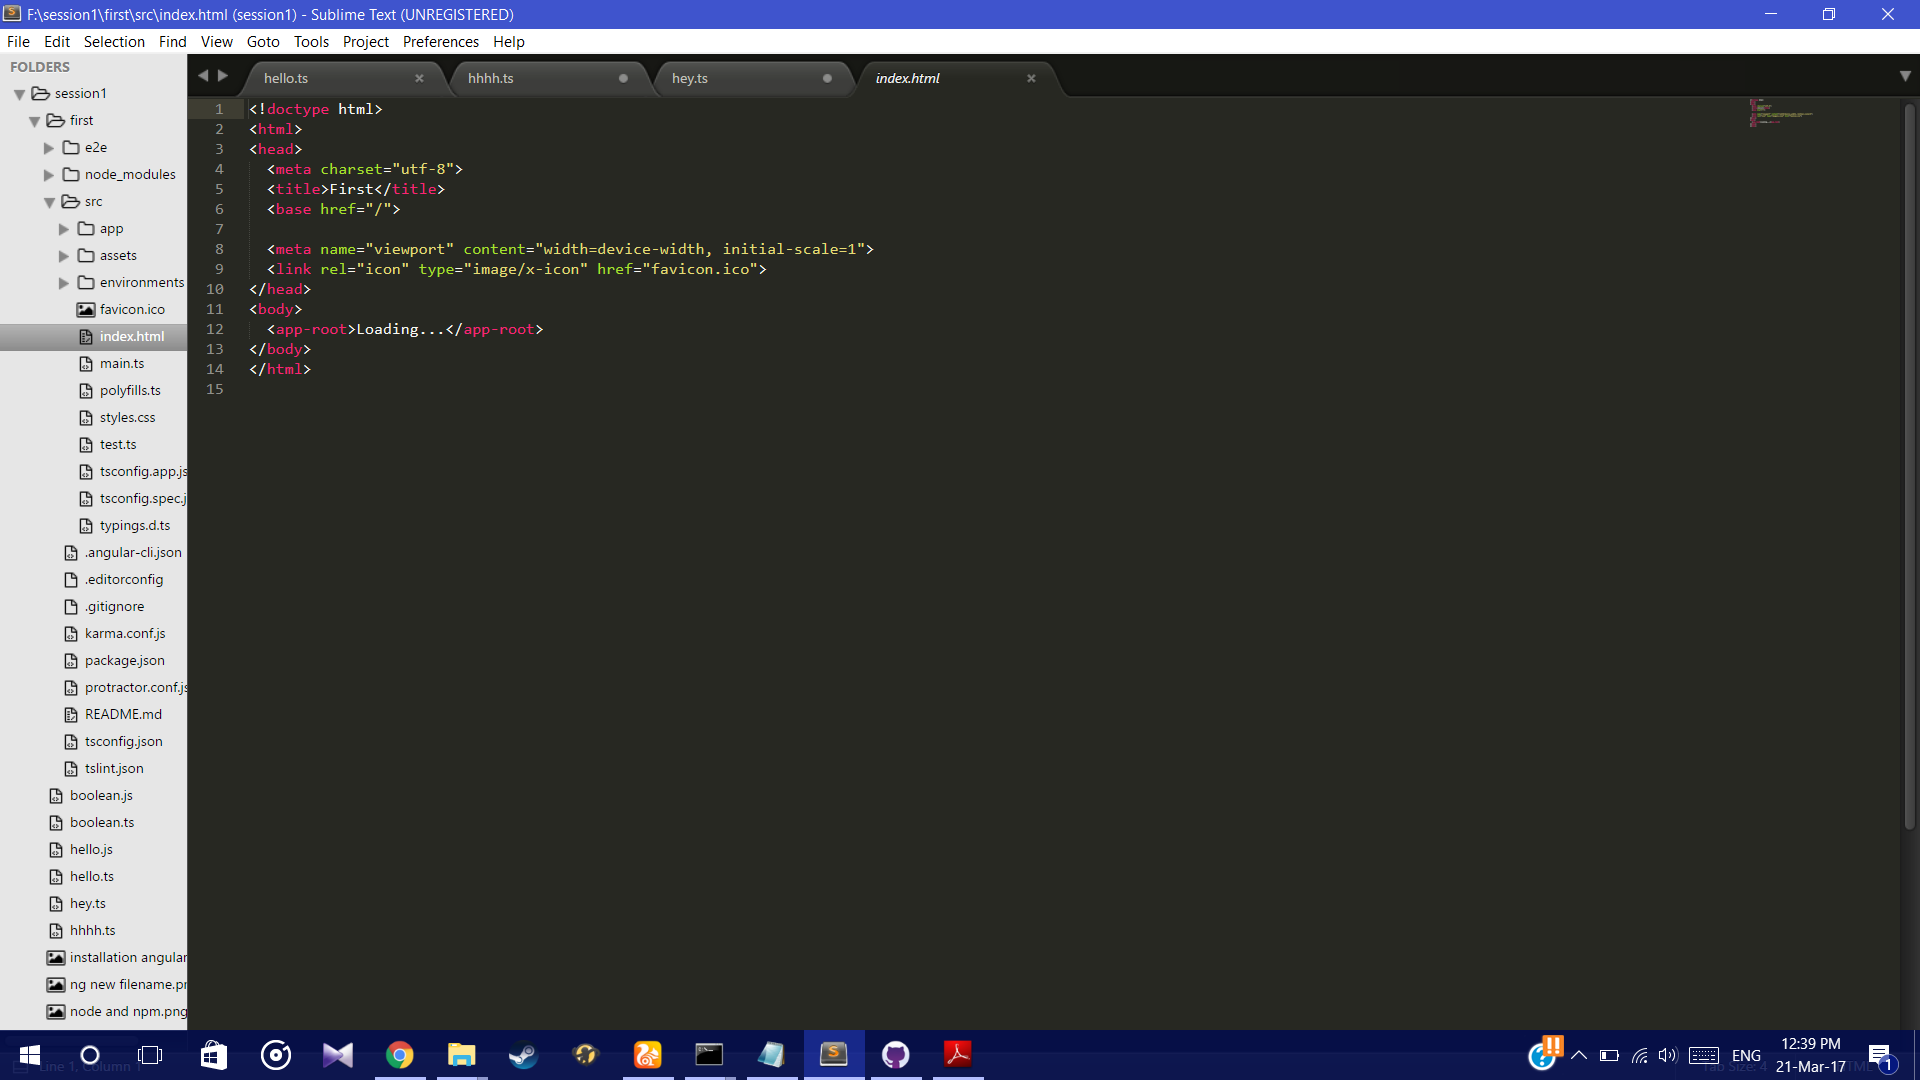 F:\session1\first\src\index.html (session1) - Sublime Text (UNREGISTERED)
File Edit Selection Find View Goto Tools Project Preferences Help
FOLDERS
session1
first
e2e
node_modules
src
app
assets
environments
favicon.ico
index.html
main.ts
polyfills.ts
styles.css
test.ts
tsconfig.app.js
tsconfig.spec.j
typings.d.ts
.angular-cli.json
.editorconfig
.gitignore
karma.conf.js
package.json
protractor.conf.js
README.md
tsconfig.json
tslint.json
boolean.js
boolean.ts
hello.js
hello.ts
hey.ts
hhhh.ts
installation angular
ng new filename.pr
node and npm.png
hello.ts hhhh.ts hey.ts index.html
1 <!doctype html>
2 <html>
3 <head>
4 <meta charset="utf-8">
5 <title>First</title>
6 <base href="/">
7
8 <meta name="viewport" content="width=device-width, initial-scale=1">
9 <link rel="icon" type="image/x-icon" href="favicon.ico">
10 </head>
11 <body>
12 <app-root>Loading...</app-root>
13 </body>
14 </html>
15
Line 1, Column 1
ENG
12:39 PM
21-Mar-17
Tab Size: 4
HTML
1